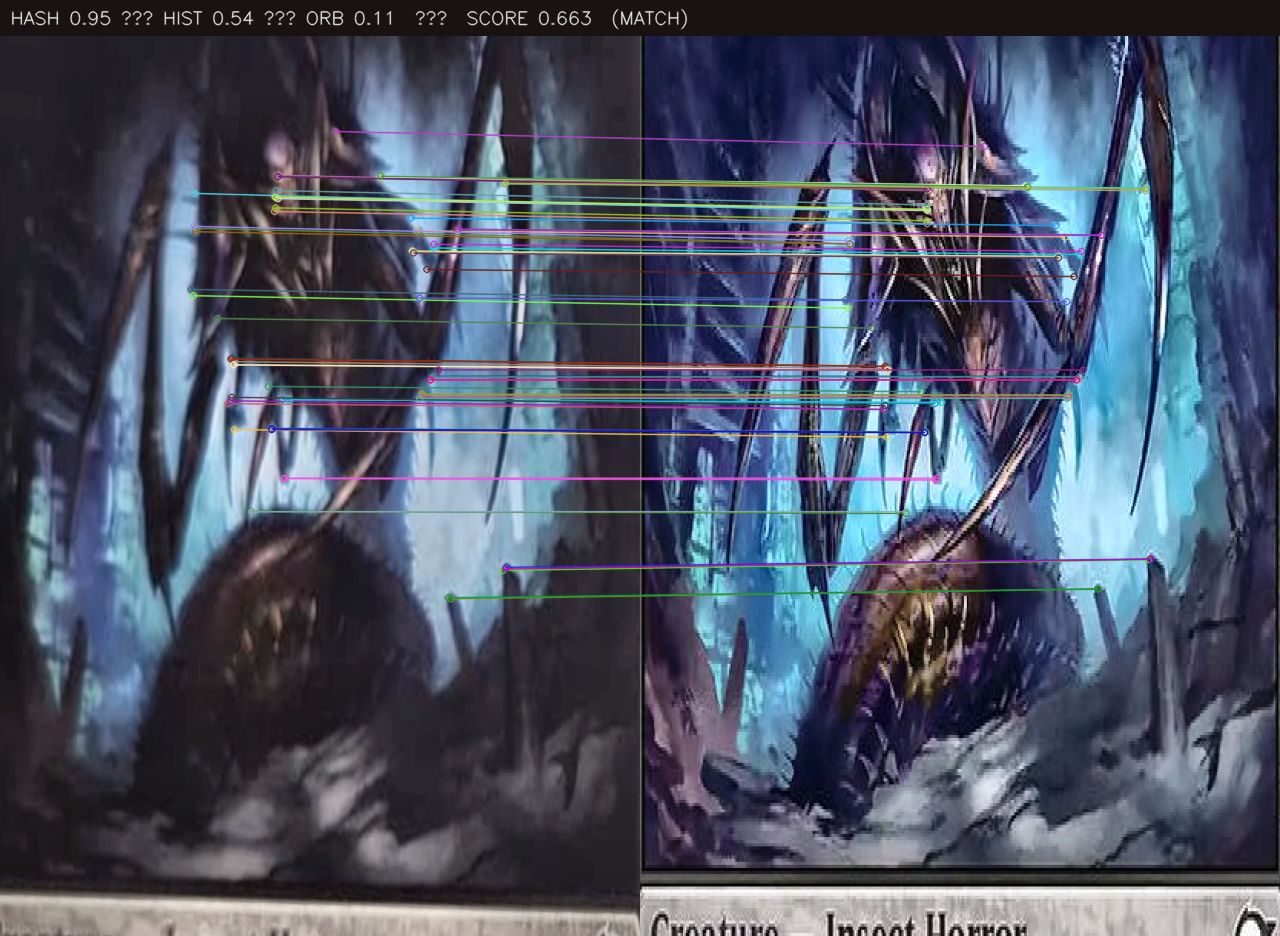 HASH 0.95 ??? HIST 0.54 ??? ORB 0.11 ??? SCORE 0.663 (MATCH)
Creature — Insect Horror